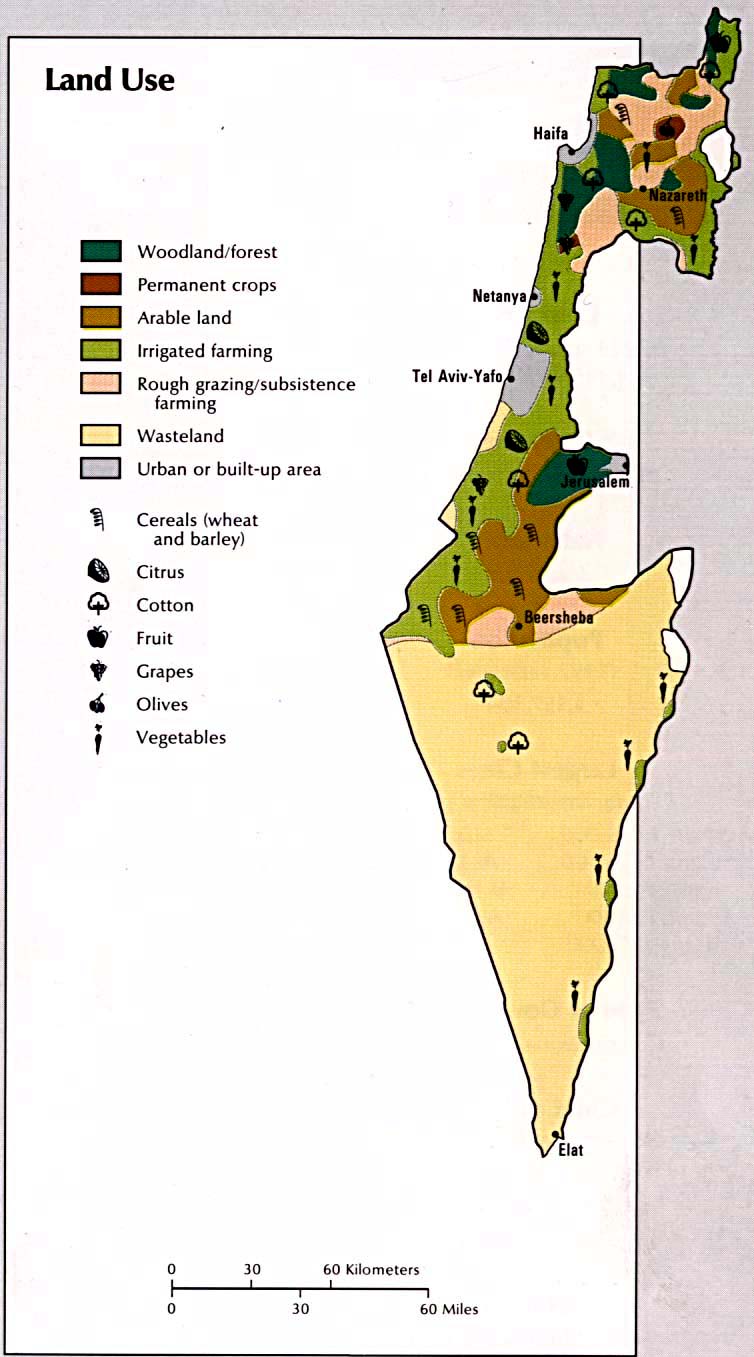 Land Use
Haifa
Nazareth
Netanya
Tel Aviv-Yafo
Jerusalem
Beersheba
Elat
Woodland/forest
Permanent crops
Arable land
Irrigated farming
Rough grazing/subsistence
farming
Wasteland
Urban or built-up area
Cereals (wheat
and barley)
Citrus
Cotton
Fruit
Grapes
Olives
Vegetables
0 30 60 Kilometers
0 30 60 Miles